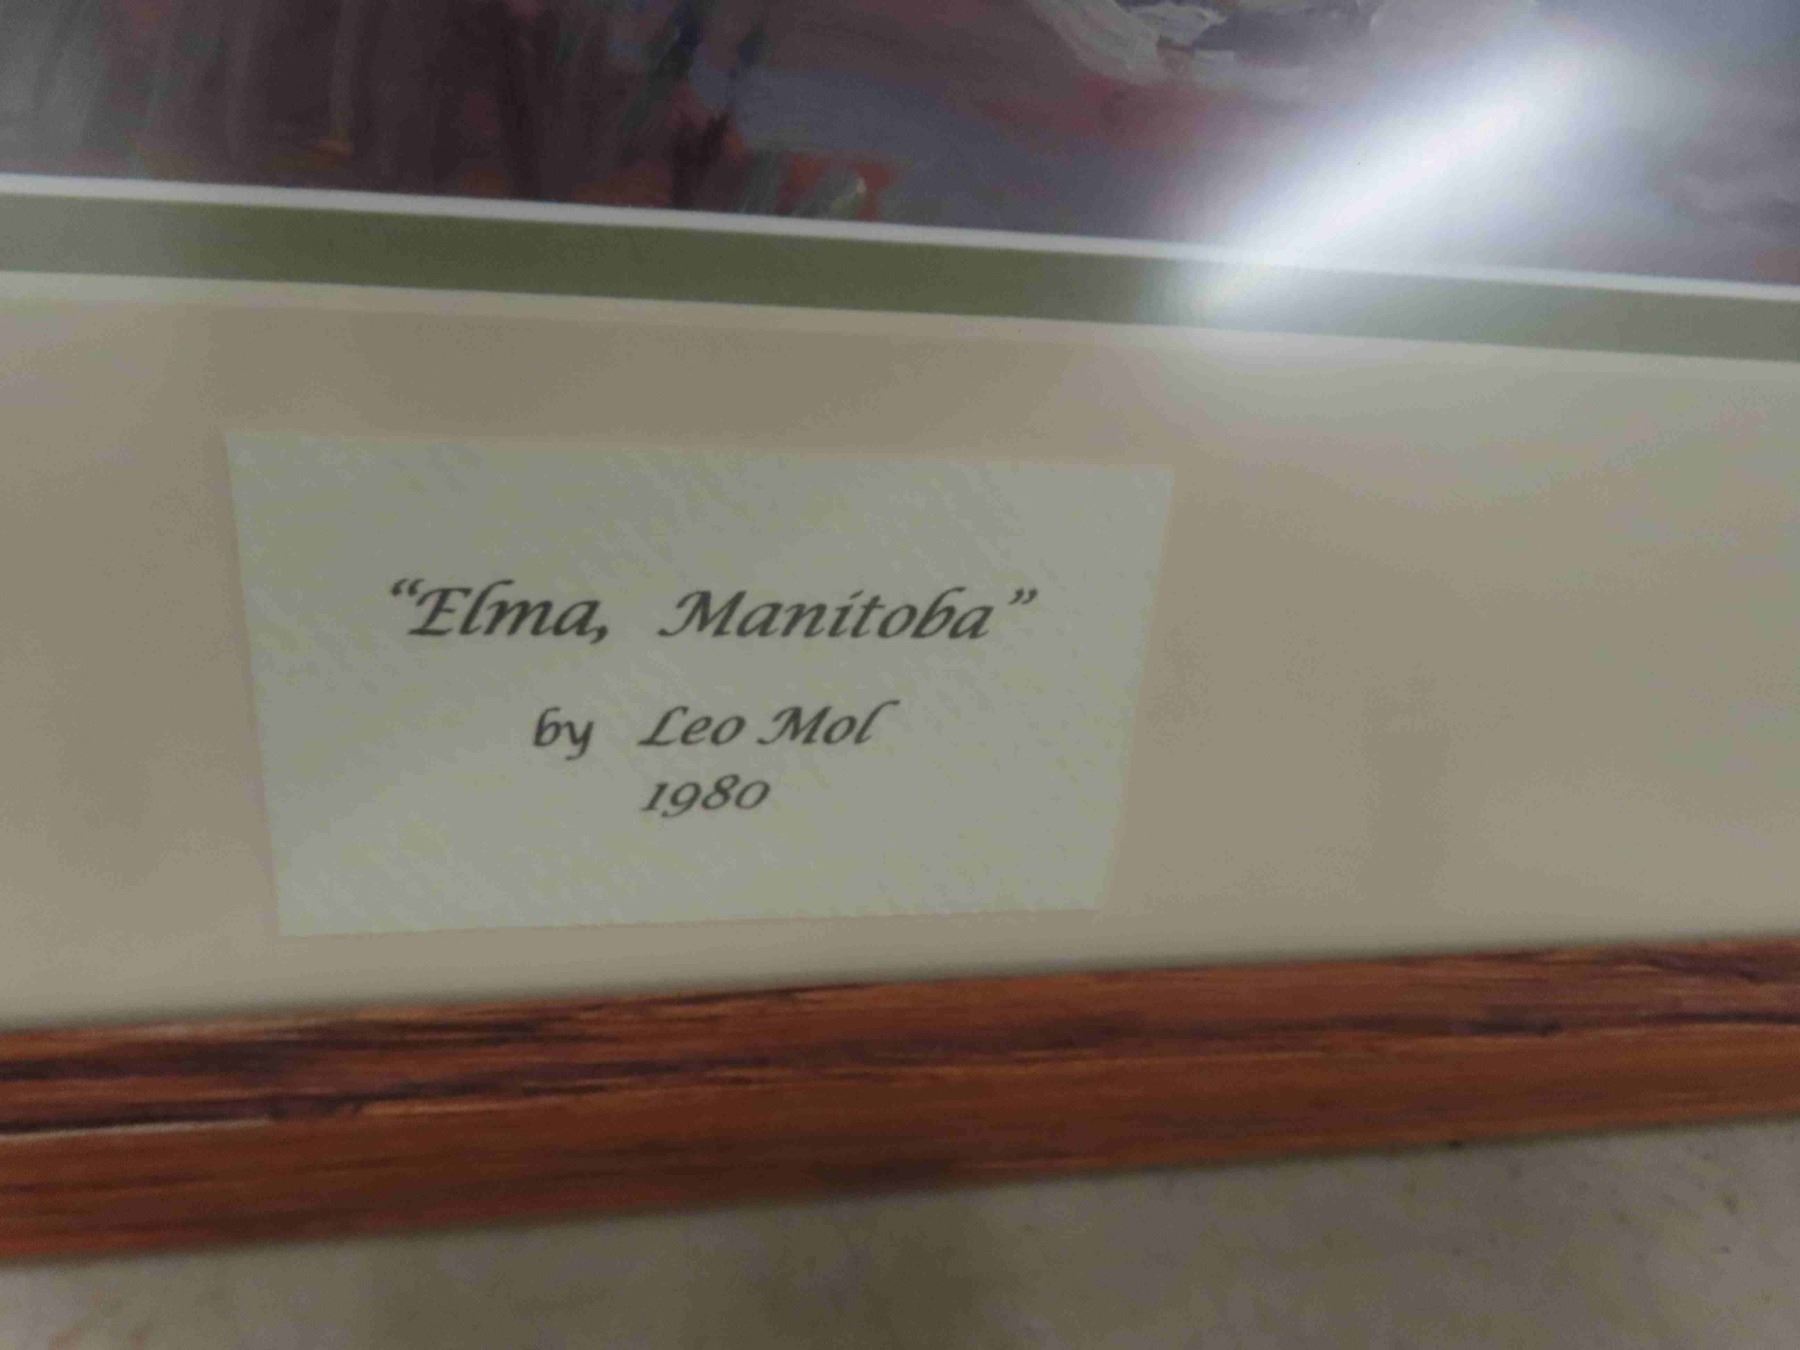 “Elma, Manitoba”
by Leo Mol
1980